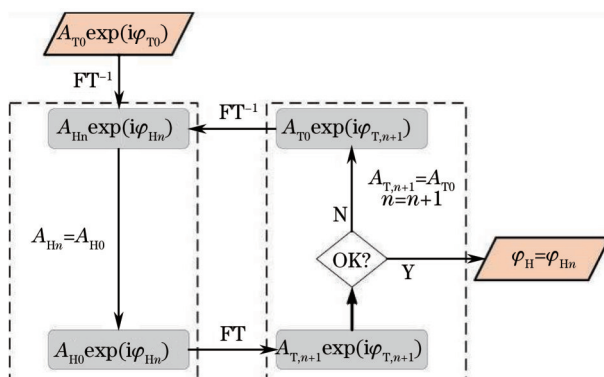 A_T0 exp(iφ_T0)
FT⁻¹
A_Hn exp(iφ_Hn)
FT⁻¹
A_T0 exp(iφ_T,n+1)
A_T,n+1=A_T0
n=n+1
N
A_Hn=A_H0
OK?
Y
φ_H=φ_Hn
A_H0 exp(iφ_Hn)
FT
A_T,n+1 exp(iφ_T,n+1)